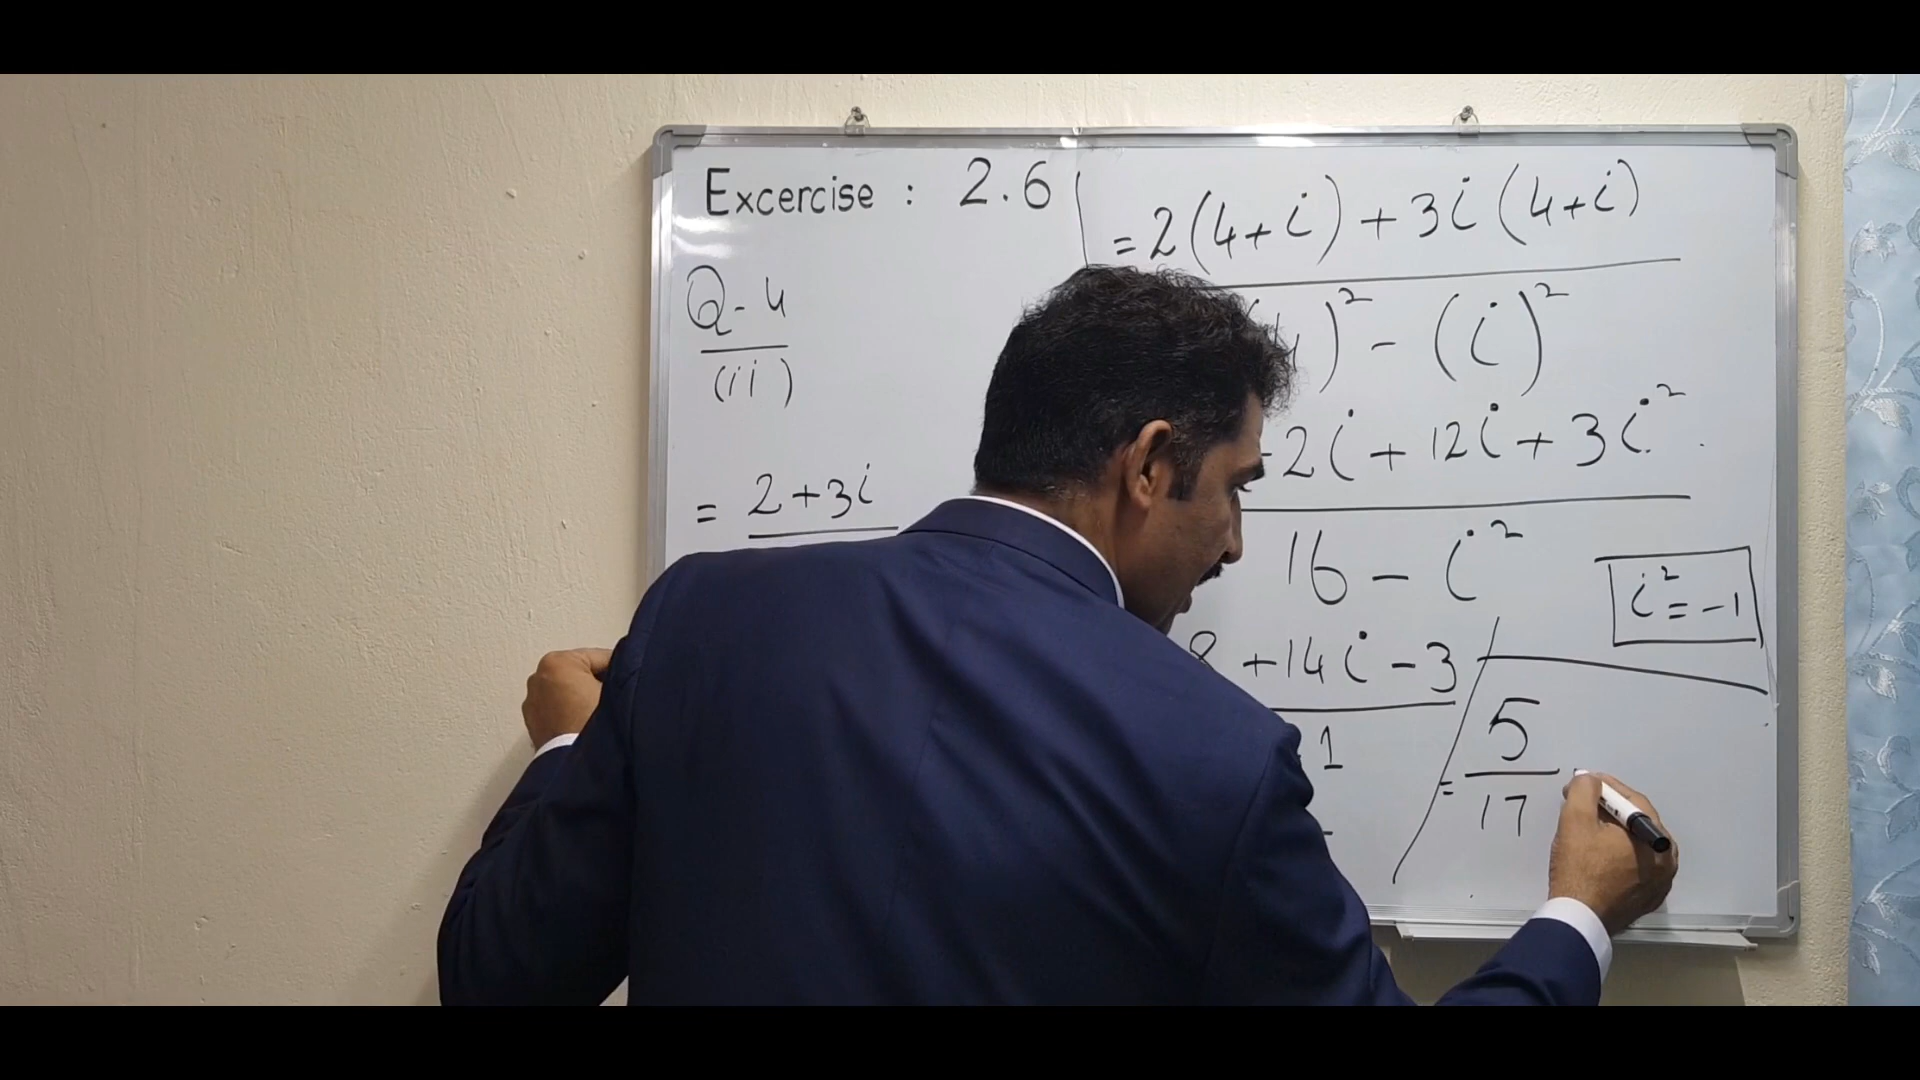 Excercise : 2.6
Q-4
(ii)
= 2+3i
= 2(4+i)+3i(4+i)
)² - (i)²
2i+12i+3i²
16 - i²
i² = -1
8 +14i-3
1
= 5
17